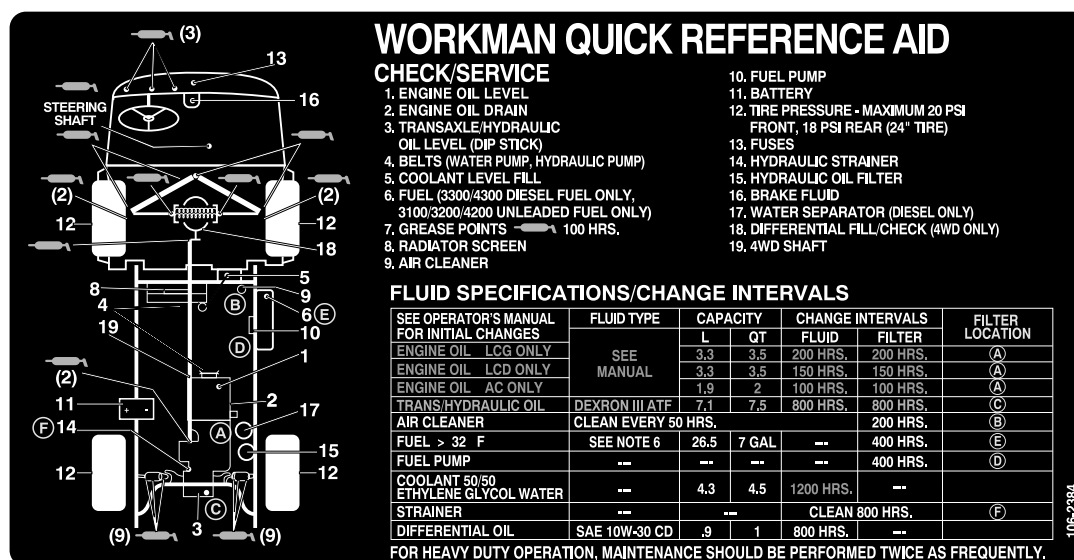 WORKMAN QUICK REFERENCE AID
CHECK/SERVICE
1. ENGINE OIL LEVEL
2. ENGINE OIL DRAIN
3. TRANSAXLE/HYDRAULIC
OIL LEVEL (DIP STICK)
4. BELTS (WATER PUMP, HYDRAULIC PUMP)
5. COOLANT LEVEL FILL
6. FUEL (3300/4300 DIESEL FUEL ONLY,
3100/3200/4200 UNLEADED FUEL ONLY)
7. GREASE POINTS 100 HRS.
8. RADIATOR SCREEN
9. AIR CLEANER
10. FUEL PUMP
11. BATTERY
12. TIRE PRESSURE - MAXIMUM 20 PSI
FRONT, 18 PSI REAR (24" TIRE)
13. FUSES
14. HYDRAULIC STRAINER
15. HYDRAULIC OIL FILTER
16. BRAKE FLUID
17. WATER SEPARATOR (DIESEL ONLY)
18. DIFFERENTIAL FILL/CHECK (4WD ONLY)
19. 4WD SHAFT
(3)
13
16
STEERING
SHAFT
(2) (2)
12 12
18
5
8 9
B
4 6 E
19 10
D
1
(2)
11 + - 2
17
F 14 A
15
12 12
C
3
(9) (9)
FLUID SPECIFICATIONS/CHANGE INTERVALS
SEE OPERATOR'S MANUAL FLUID TYPE CAPACITY CHANGE INTERVALS FILTER
FOR INITIAL CHANGES L QT FLUID FILTER LOCATION
ENGINE OIL LCG ONLY SEE 3.3 3.5 200 HRS. 200 HRS. A
ENGINE OIL LCD ONLY MANUAL 3.3 3.5 150 HRS. 150 HRS. A
ENGINE OIL AC ONLY 1.9 2 100 HRS. 100 HRS. A
TRANS/HYDRAULIC OIL DEXRON III ATF 7.1 7.5 800 HRS. 800 HRS. C
AIR CLEANER CLEAN EVERY 50 HRS. 200 HRS. B
FUEL > 32 F SEE NOTE 6 26.5 7 GAL --- 400 HRS. E
FUEL PUMP --- --- --- --- 400 HRS. D
COOLANT 50/50
ETHYLENE GLYCOL WATER --- 4.3 4.5 1200 HRS. ---
STRAINER --- --- CLEAN 800 HRS. F
DIFFERENTIAL OIL SAE 10W-30 CD .9 1 800 HRS. ---
FOR HEAVY DUTY OPERATION, MAINTENANCE SHOULD BE PERFORMED TWICE AS FREQUENTLY.
106-2384